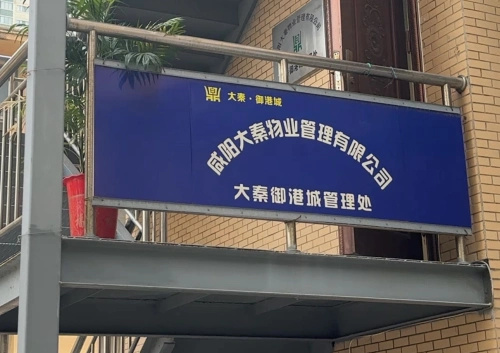 鼎 大秦·御港城
咸阳大秦物业管理有限公司
大秦御港城管理处